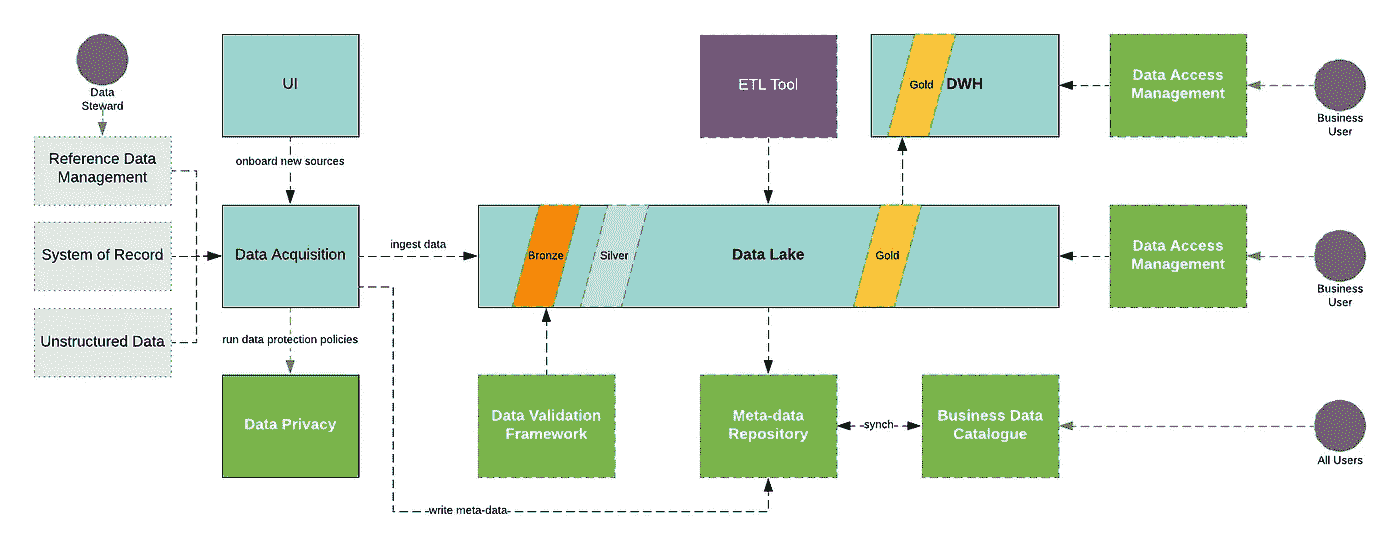 Data
Steward
UI
ETL Tool
Gold
DWH
Data Access
Management
Business
User
Reference Data
Management
onboard new sources
System of Record
Data Acquisition
ingest data
Bronze
Silver
Data Lake
Gold
Data Access
Management
Business
User
Unstructured Data
run data protection policies
Data Privacy
Data Validation
Framework
Meta-data
Repository
synch
Business Data
Catalogue
All Users
write meta-data